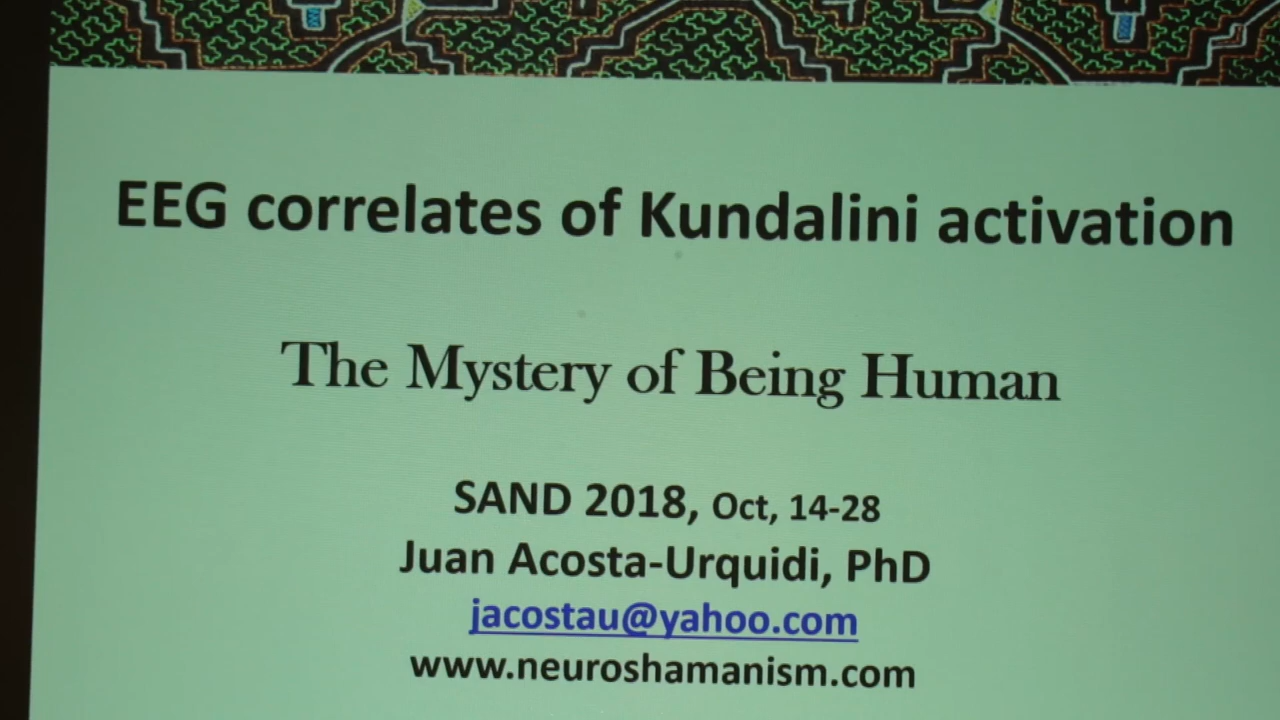 EEG correlates of Kundalini activation
The Mystery of Being Human
SAND 2018, Oct, 14-28
Juan Acosta-Urquidi, PhD
jacostau@yahoo.com
www.neuroshamanism.com